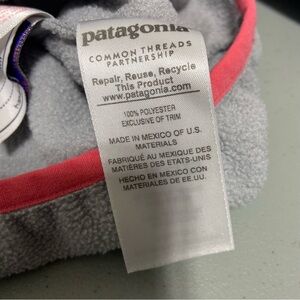 patagonia
COMMON THREADS
PARTNERSHIP
Repair, Reuse, Recycle
This Product
www.patagonia.com
100% POLYESTER
EXCLUSIVE OF TRIM
MADE IN MEXICO OF U.S.
MATERIALS
FABRIQUÉ AU MEXIQUE DES
MATIÈRES DES ETATS-UNIS
HECHO EN MEXICO CON
MATERIALES DE EE.UU.